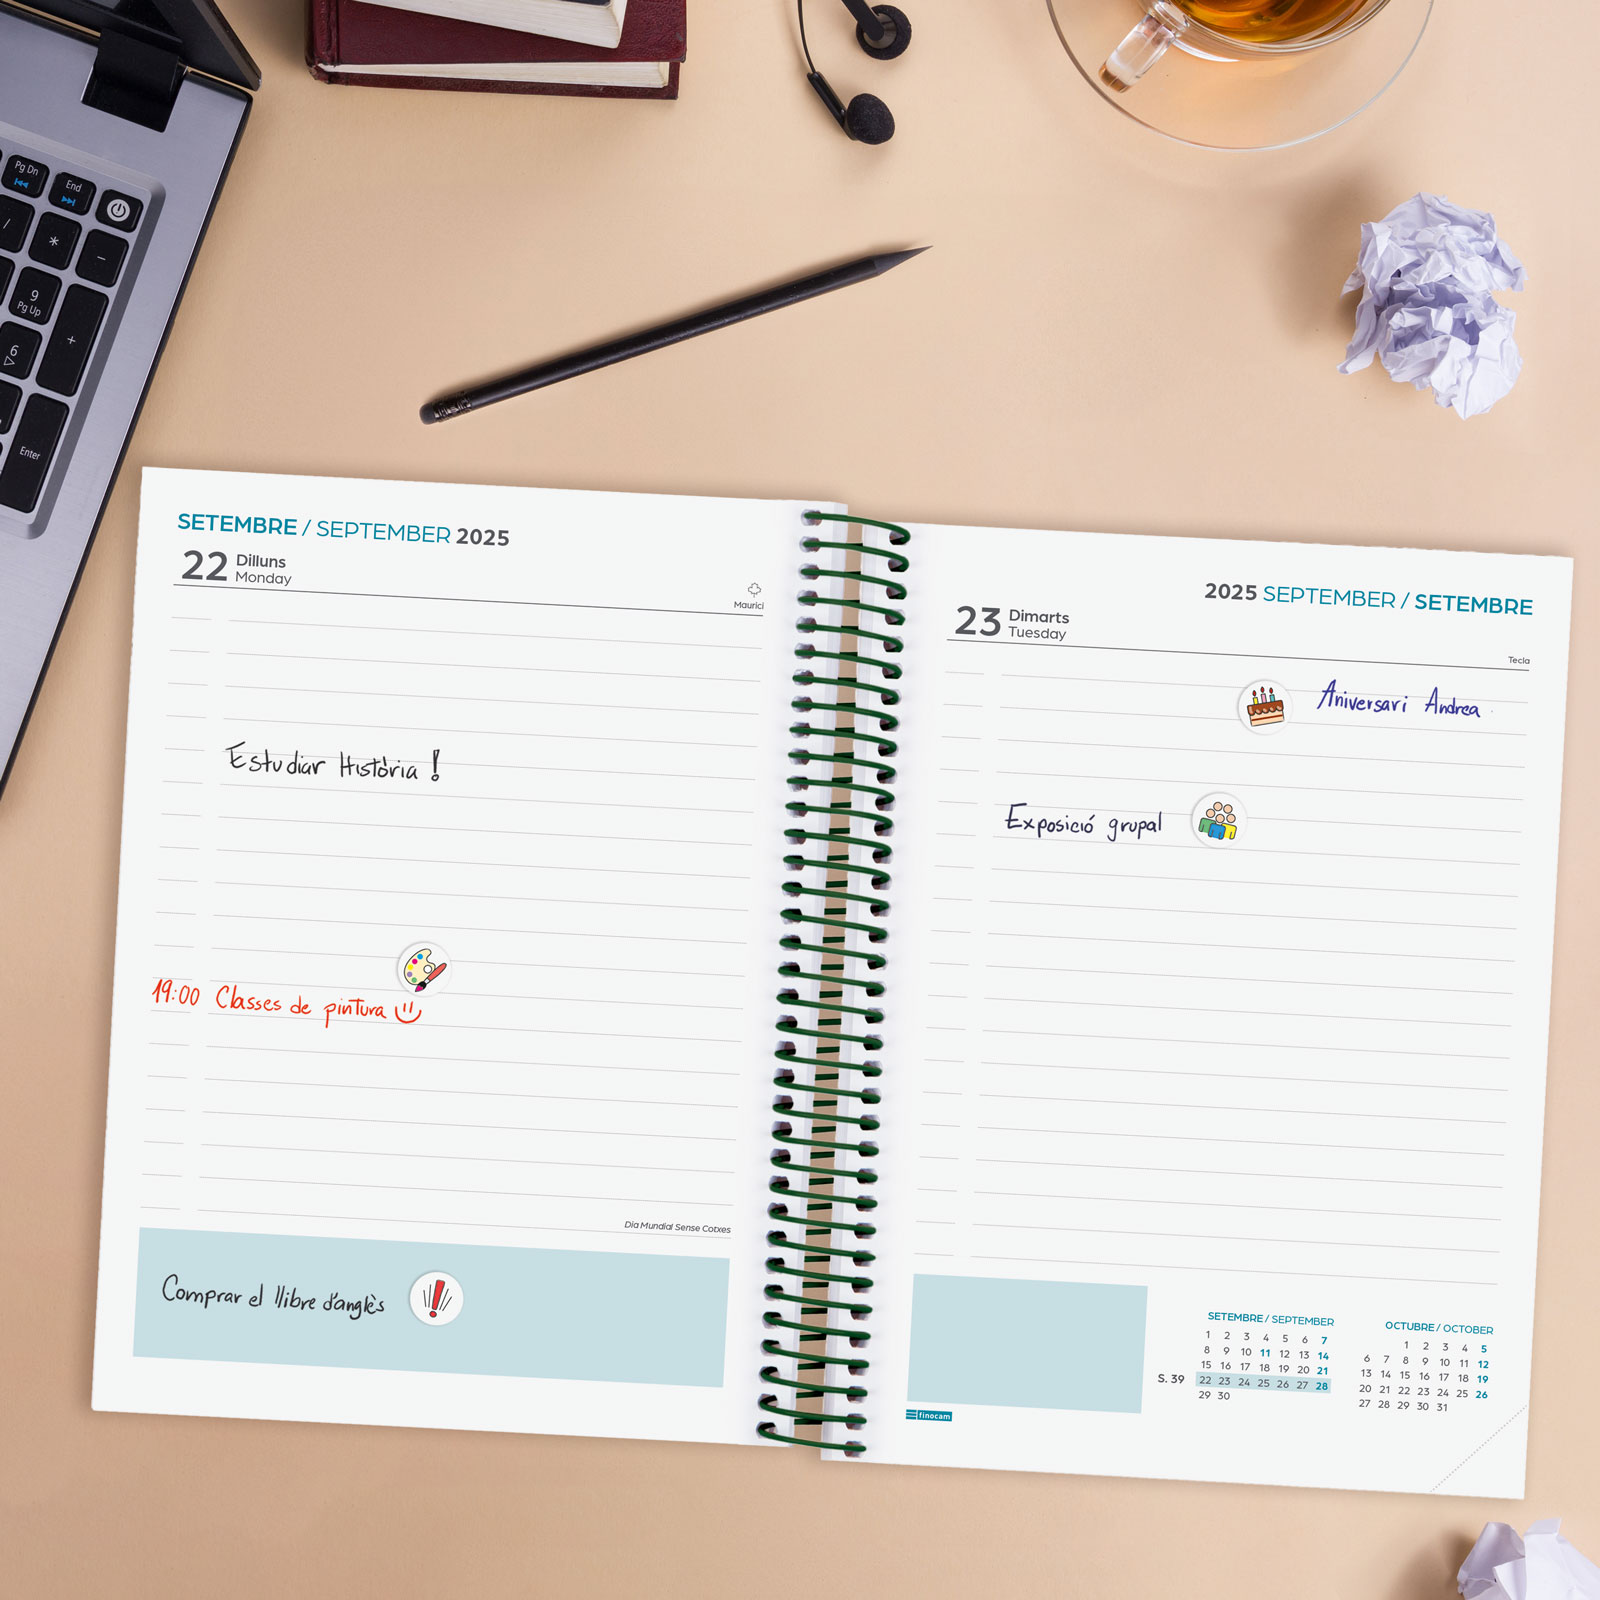 Pg Dn
End
/
*
-
9
Pg Up
+
6
Enter
SETEMBRE / SEPTEMBER 2025
22 Dilluns
Monday
Maurici
Estudiar Història !
19:00 Classes de pintura
Dia Mundial Sense Cotxes
Comprar el llibre d'anglès
2025 SEPTEMBER / SETEMBRE
23 Dimarts
Tuesday
Tecla
Aniversari Andrea
Exposició grupal
finocam
SETEMBRE / SEPTEMBER
1 2 3 4 5 6 7
8 9 10 11 12 13 14
15 16 17 18 19 20 21
S. 39 22 23 24 25 26 27 28
29 30
OCTUBRE / OCTOBER
1 2 3 4 5
6 7 8 9 10 11 12
13 14 15 16 17 18 19
20 21 22 23 24 25 26
27 28 29 30 31